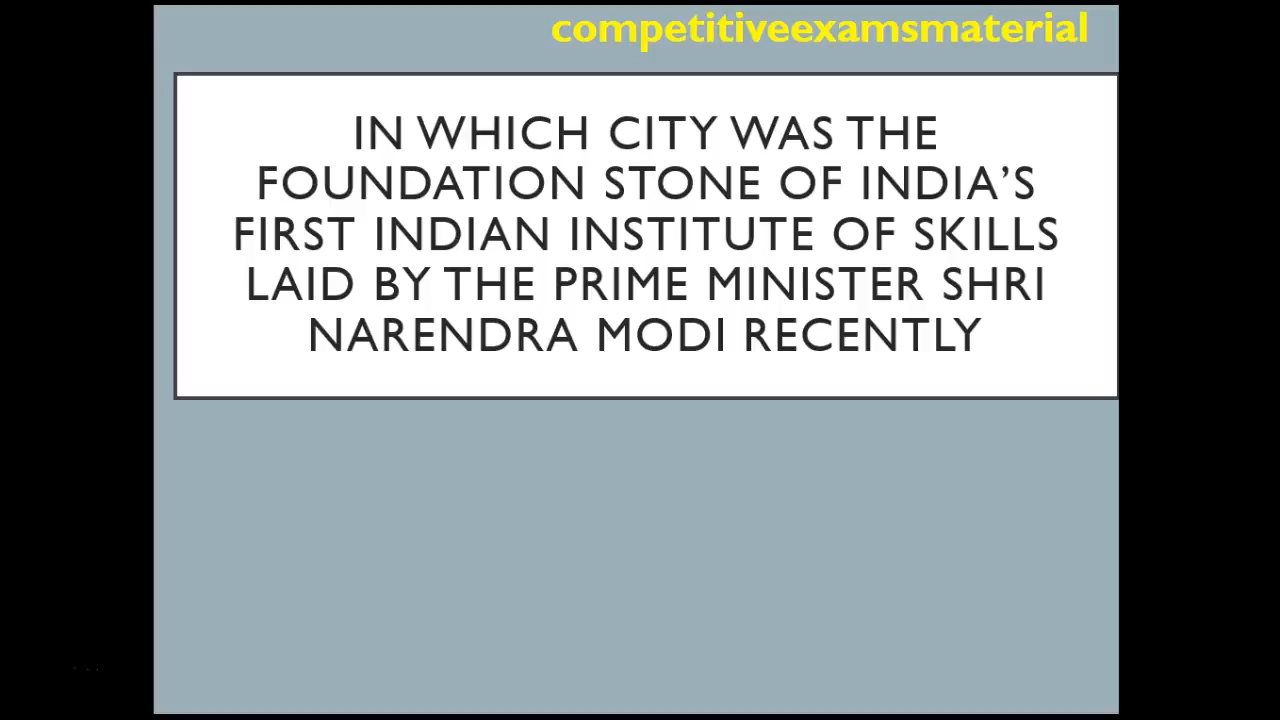 competitiveexamsmaterial
IN WHICH CITY WAS THE
FOUNDATION STONE OF INDIA'S
FIRST INDIAN INSTITUTE OF SKILLS
LAID BY THE PRIME MINISTER SHRI
NARENDRA MODI RECENTLY